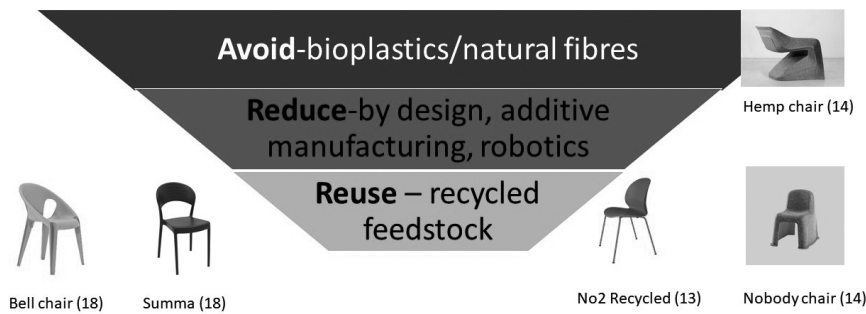 Avoid-bioplastics/natural fibres
Reduce-by design, additive
manufacturing, robotics
Reuse – recycled
feedstock
Hemp chair (14)
Bell chair (18)
Summa (18)
No2 Recycled (13)
Nobody chair (14)